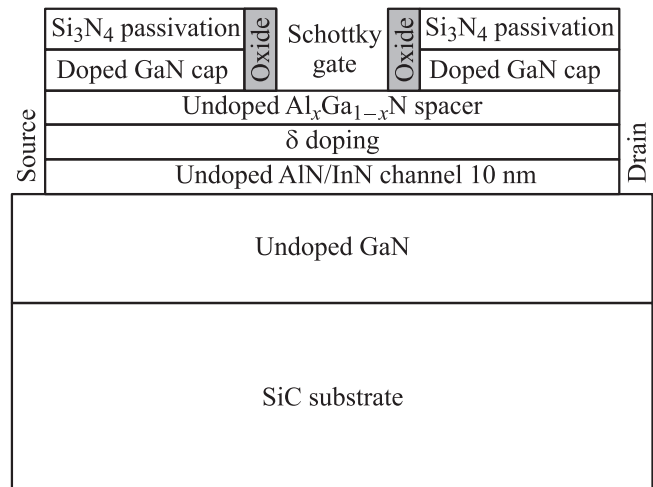 Si₃N₄ passivation
Oxide
Schottky
gate
Oxide
Si₃N₄ passivation
Doped GaN cap
Doped GaN cap
Undoped AlₓGa₁₋ₓN spacer
Source
δ doping
Drain
Undoped AlN/InN channel 10 nm
Undoped GaN
SiC substrate